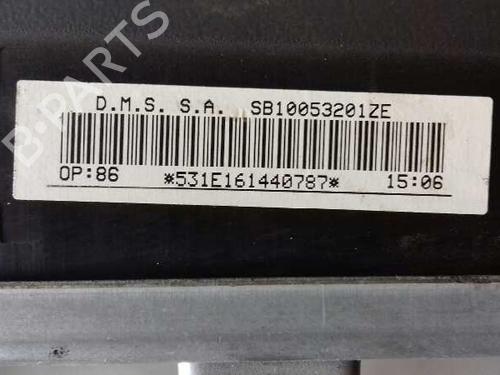 D.M.S. S.A. SB10053201ZE
OP:86 *531E161440787* 15:06
B-PARTS